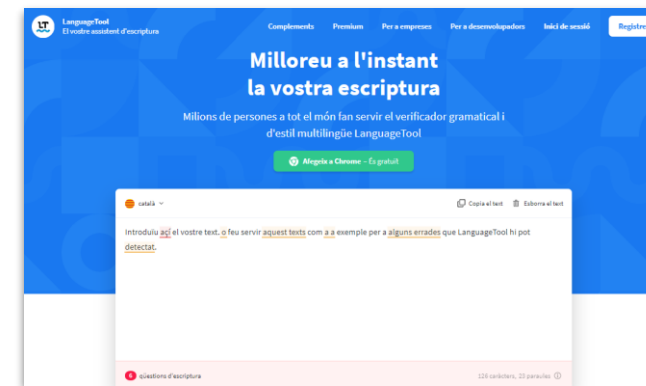 LanguageTool
El vostre assistent d'escriptura
Complements Premium Per a empreses Per a desenvolupadors Inici de sessió Registre
Milloreu a l'instant
la vostra escriptura
Milions de persones a tot el món fan servir el verificador gramatical i
d'estil multilingüe LanguageTool
Afegeix a Chrome – És gratuït
català Copia el text Esborra el text
Introduïu açí el vostre text. o feu servir aquest texts com a a exemple per a alguns errades que LanguageTool hi pot
detectat.
6 qüestions d'escriptura 126 caràcters, 23 paraules